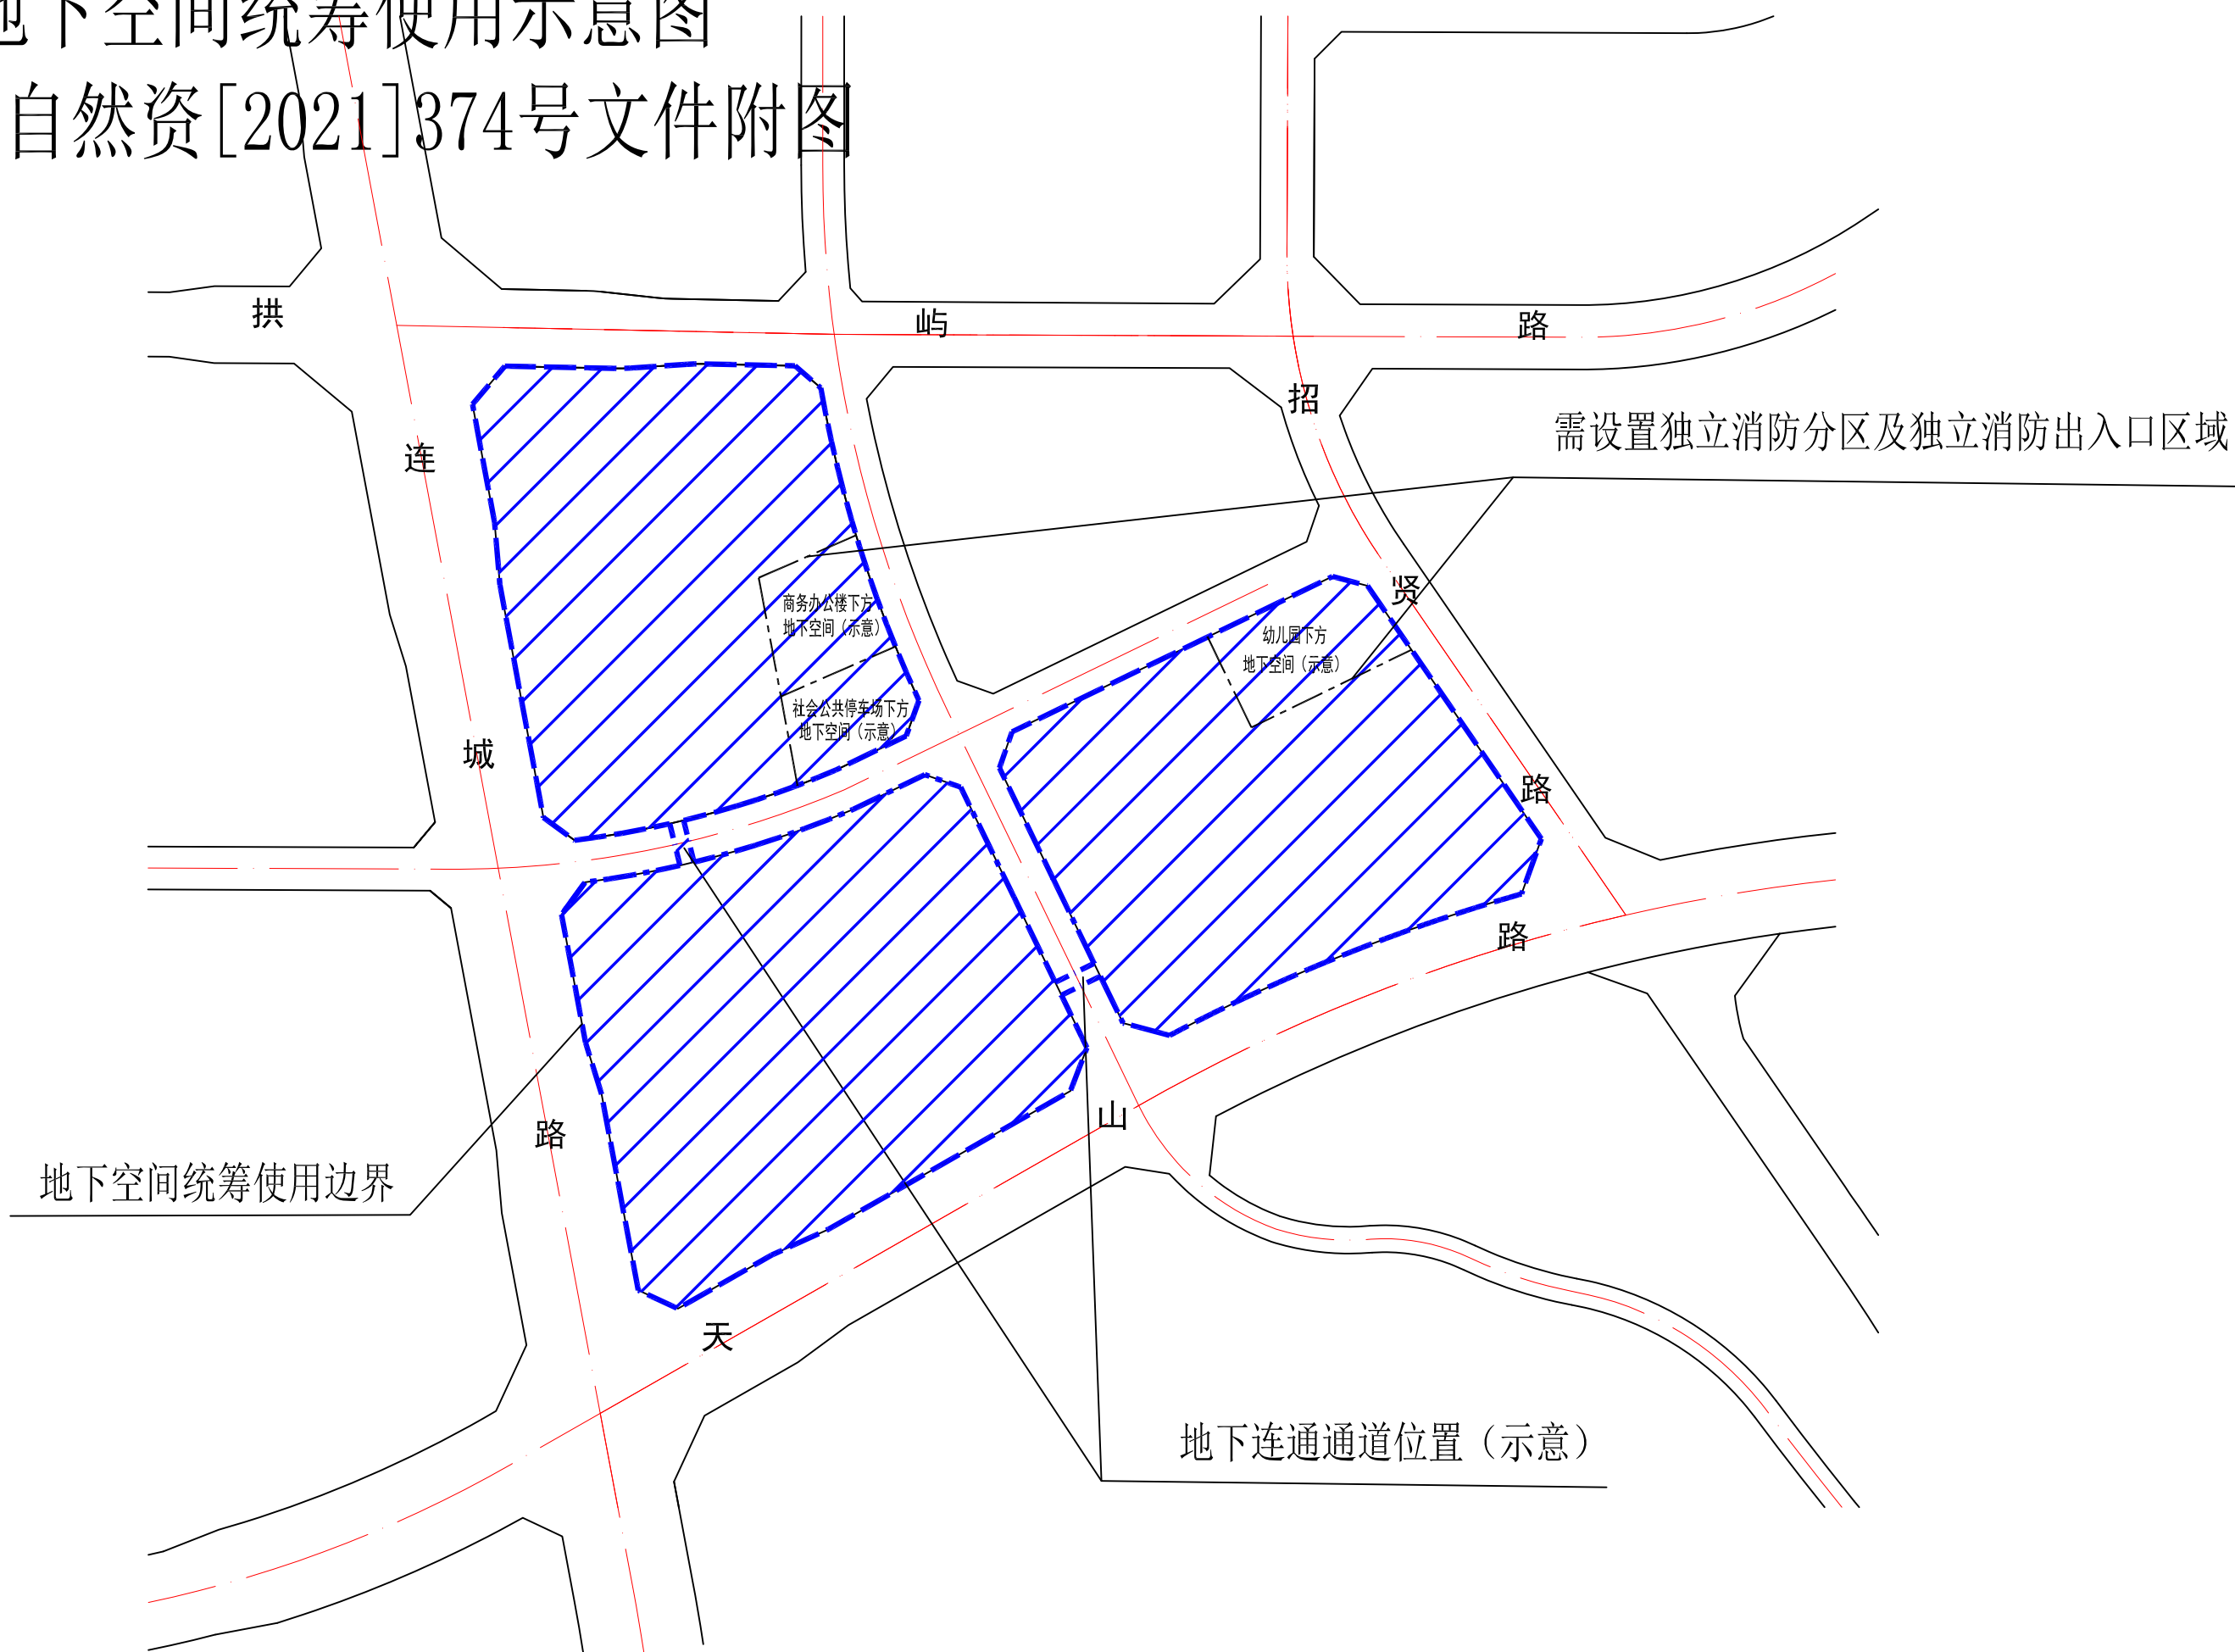 地下空间统筹使用示意图
自然资[2021]374号文件附图
拱
屿
路
招
贤
路
连
城
路
天
山
路
需设置独立消防分区及独立消防出入口区域
商务办公楼下方
地下空间（示意）
社会公共停车场下方
地下空间（示意）
幼儿园下方
地下空间（示意）
地下空间统筹使用边界
地下连通通道位置（示意）